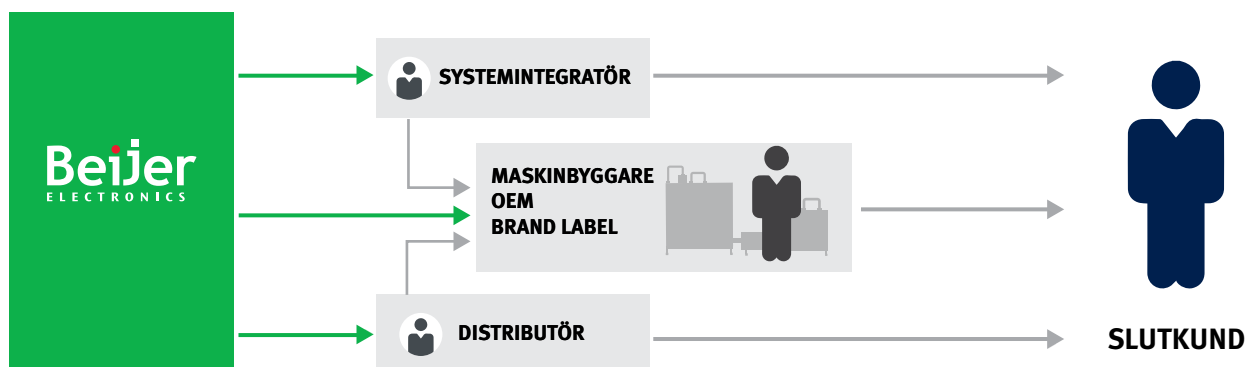 Beijer
ELECTRONICS
SYSTEMINTEGRATÖR
MASKINBYGGARE
OEM
BRAND LABEL
DISTRIBUTÖR
SLUTKUND